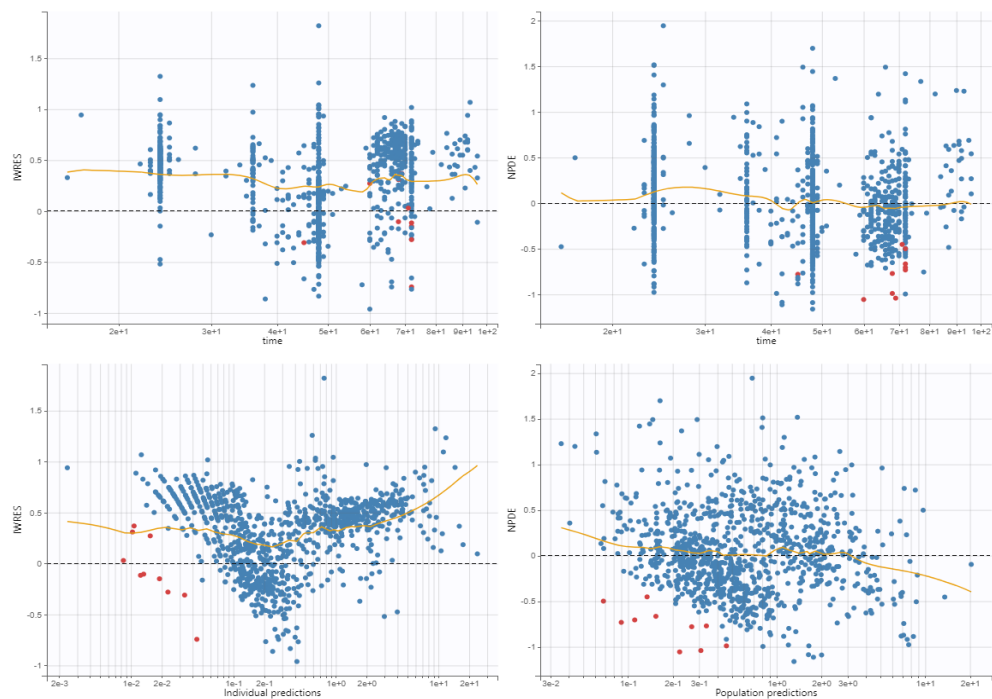 1.5
1
0.5
0
-0.5
-1
IWRES
2e+1 3e+1 4e+1 5e+1 6e+1 7e+1 8e+1 9e+1 1e+2
time
2
1.5
1
0.5
0
-0.5
-1
NPDE
2e+1 3e+1 4e+1 5e+1 6e+1 7e+1 8e+1 9e+1 1e+2
time
1.5
1
0.5
0
-0.5
-1
IWRES
2e-3 1e-2 2e-2 1e-1 2e-1 1e+0 2e+0 1e+1 2e+1
Individual predictions
2
1.5
1
0.5
0
-0.5
-1
NPDE
3e-2 1e-1 2e-1 3e-1 1e+0 2e+0 3e+0 1e+1 2e+1
Population predictions